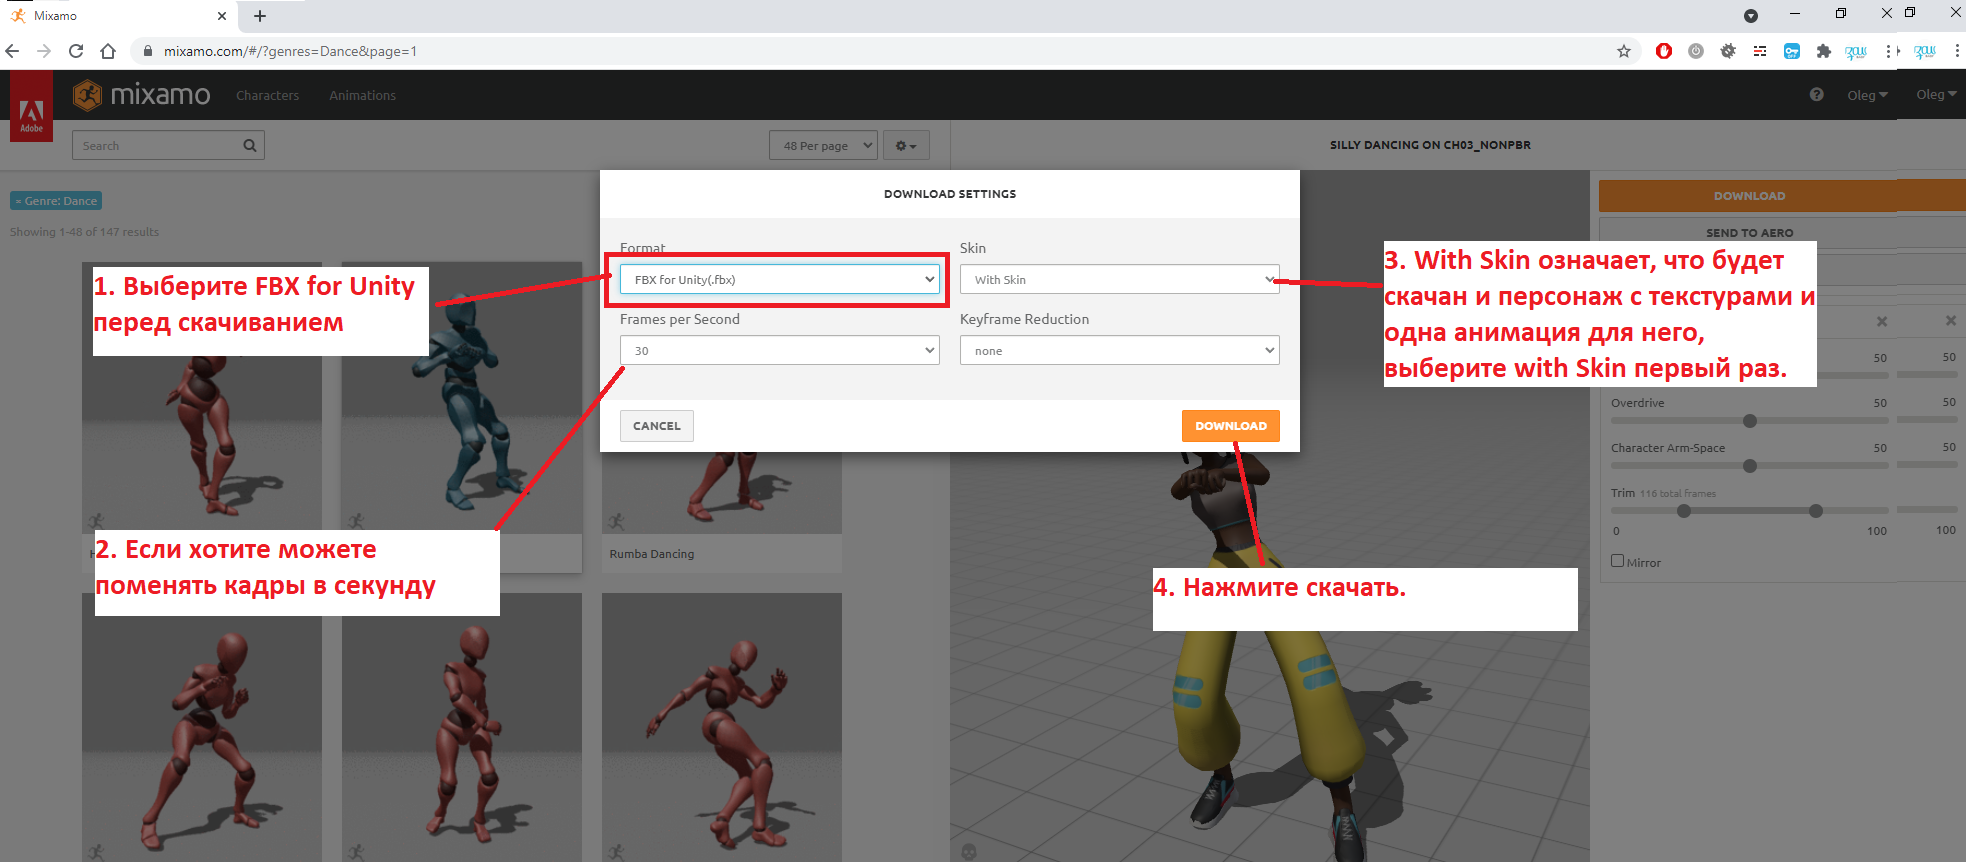 Mixamo
mixamo.com/#/?genres=Dance&page=1
Adobe
mixamo
Characters
Animations
Oleg
Oleg
Search
48 Per page
SILLY DANCING ON CH03_NONPBR
× Genre: Dance
Showing 1-48 of 147 results
DOWNLOAD
SEND TO AERO
DOWNLOAD SETTINGS
Format
FBX for Unity(.fbx)
Skin
With Skin
Frames per Second
30
Keyframe Reduction
none
CANCEL
DOWNLOAD
1. Выберите FBX for Unity
перед скачиванием
3. With Skin означает, что будет
скачан и персонаж с текстурами и
одна анимация для него,
выберите with Skin первый раз.
50
50
Overdrive
50
50
Character Arm-Space
50
50
Trim 116 total frames
0
100
100
Mirror
2. Если хотите можете
поменять кадры в секунду
Rumba Dancing
4. Нажмите скачать.